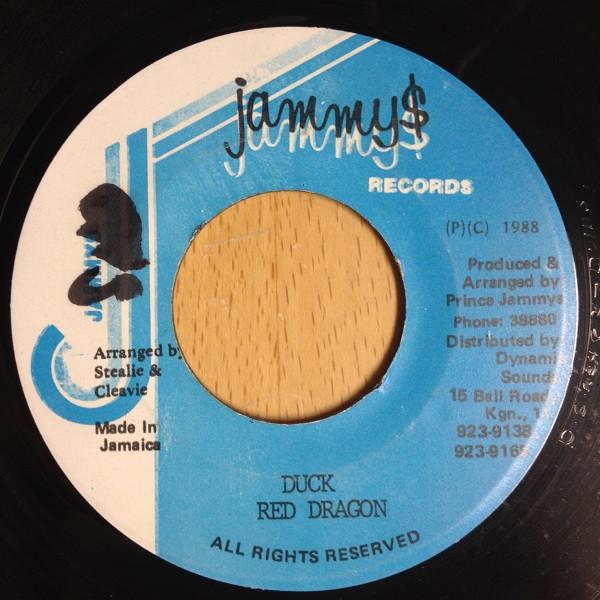 jammy$
RECORDS
(P)(C) 1988
Produced &
Arranged by
Prince Jammys
Phone: 38880
Distributed by
Dynamic
Sounds
15 Bell Road,
Kgn.,
923-9138
Arranged by
Stealie &
Cleavie
Made In
Jamaica
DUCK
RED DRAGON
ALL RIGHTS RESERVED